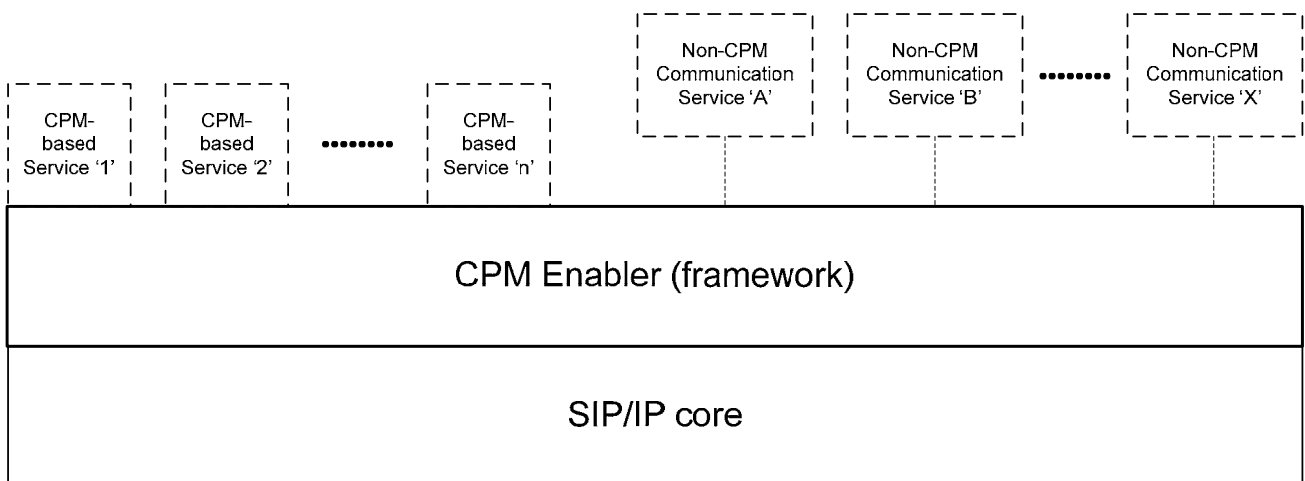 CPM-
based
Service ‘1’
CPM-
based
Service ‘2’
CPM-
based
Service ‘n’
Non-CPM
Communication
Service ‘A’
Non-CPM
Communication
Service ‘B’
Non-CPM
Communication
Service ‘X’
CPM Enabler (framework)
SIP/IP core